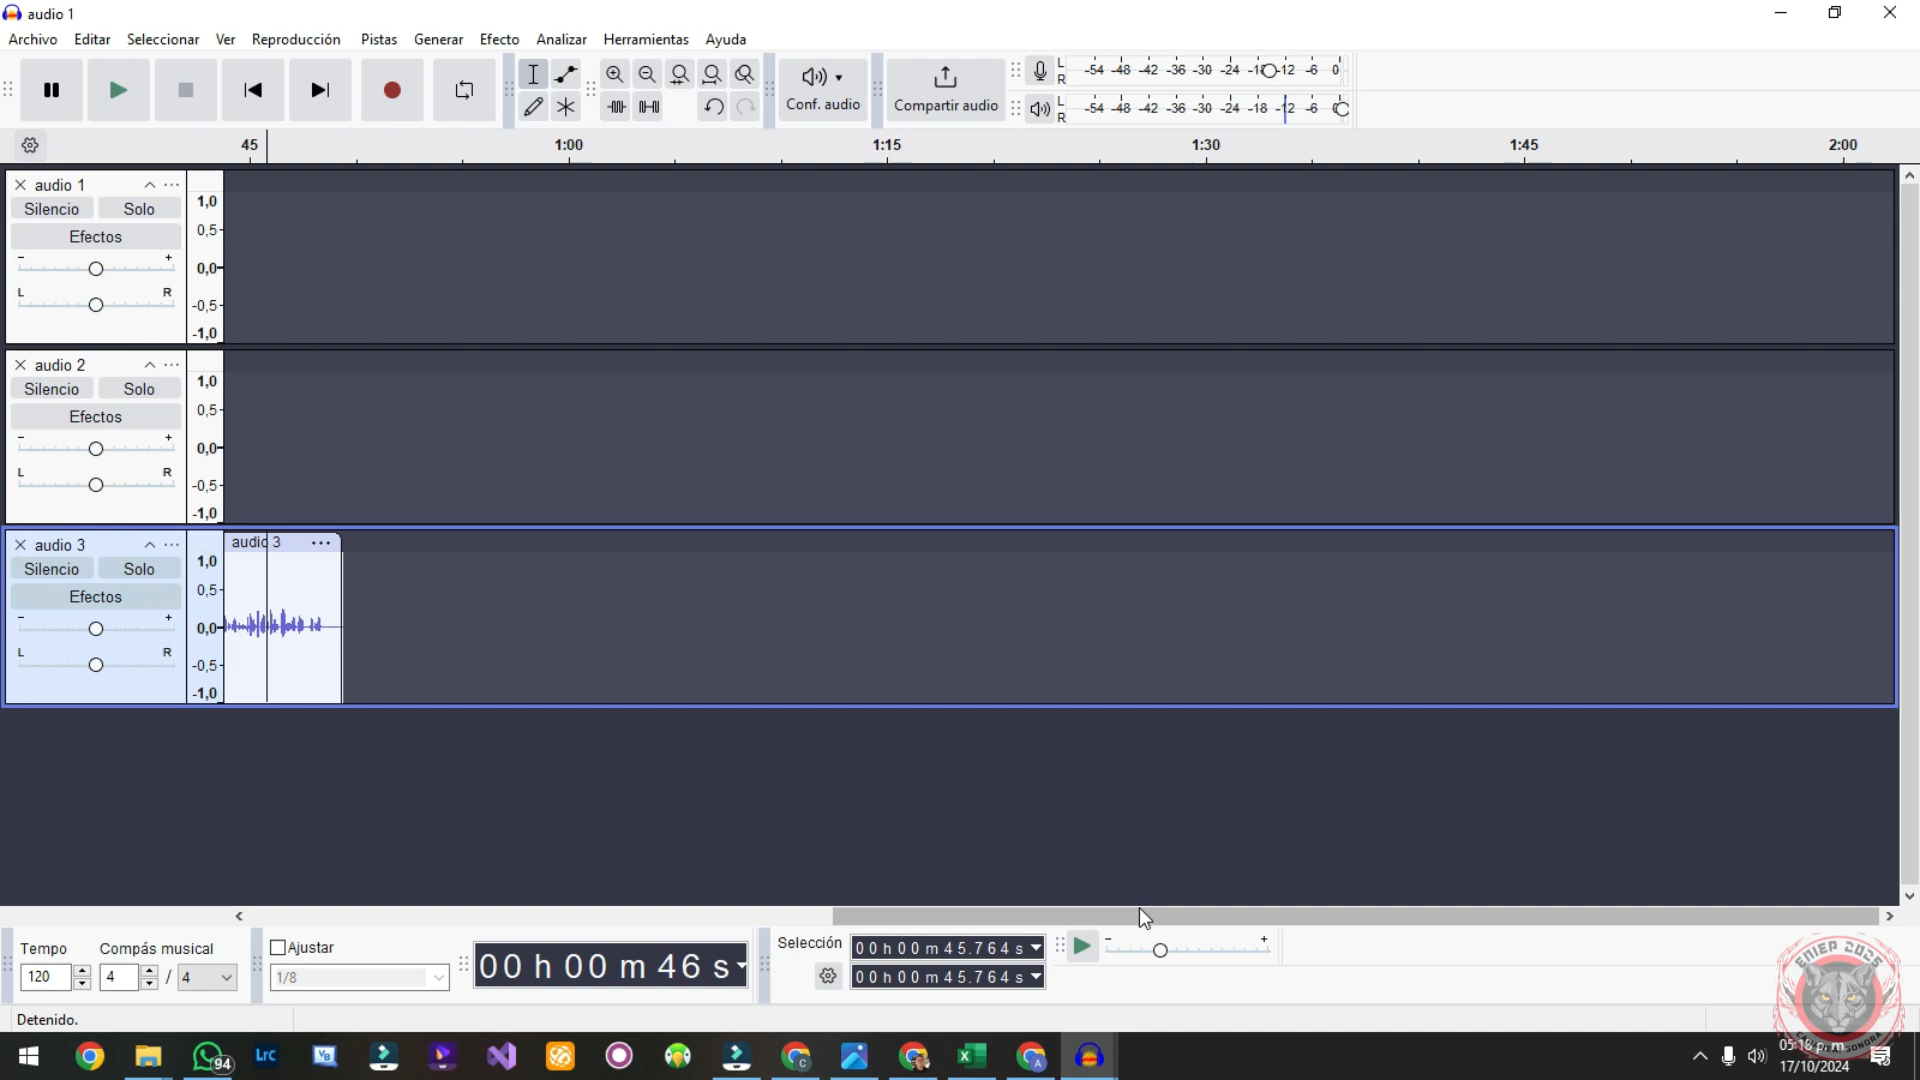 audio 1
Archivo Editar Seleccionar Ver Reproducción Pistas Generar Efecto Analizar Herramientas Ayuda
Conf. audio
Compartir audio
L
R
-54 -48 -42 -36 -30 -24 -18 -12 -6 0
L
R
-54 -48 -42 -36 -30 -24 -18 -12 -6
45 1:00 1:15 1:30 1:45 2:00
audio 1
Silencio Solo
Efectos
- +
L R
1,0
0,5
0,0
-0,5
-1,0
audio 2
Silencio Solo
Efectos
- +
L R
1,0
0,5
0,0
-0,5
-1,0
audio 3
Silencio Solo
Efectos
- +
L R
1,0
0,5
0,0
-0,5
-1,0
audio 3
Tempo
120
Compás musical
4 / 4
Ajustar
1/8
00 h 00 m 46 s
Selección
00 h 00 m 45.764 s
00 h 00 m 45.764 s
- +
Detenido.
94
Lrc
VB
C
A
ENIEP 2025
05:18 p. m.
17/10/2024